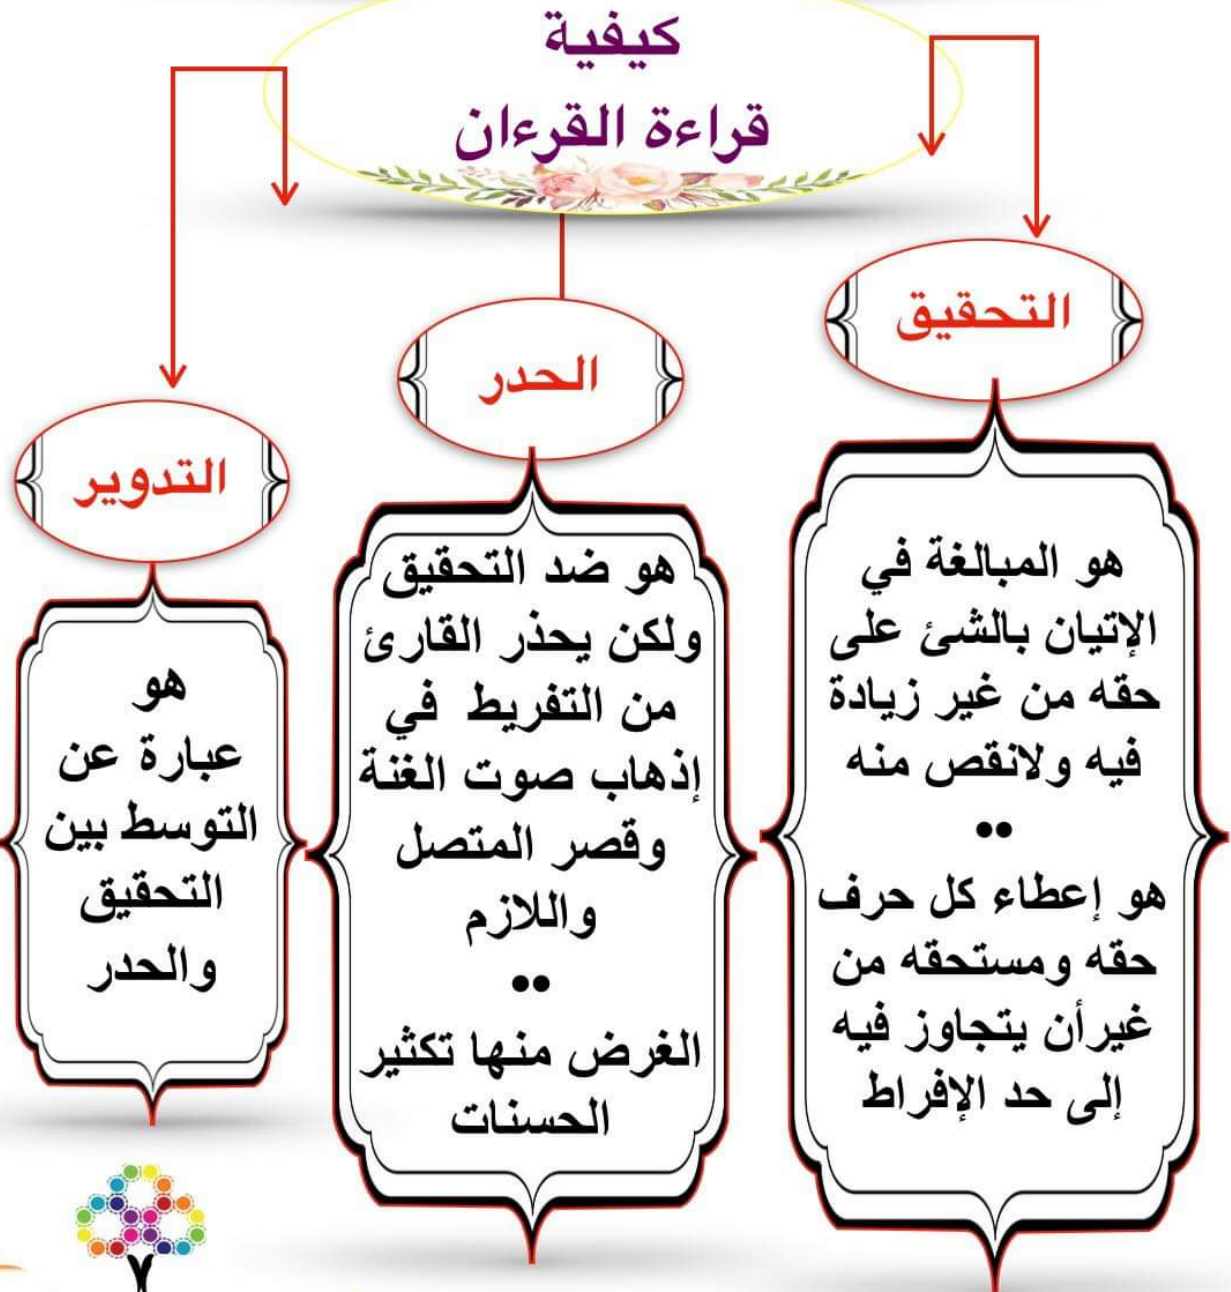 كيفية
قراءة القرءان
التحقيق
هو المبالغة في
الإتيان بالشئ على
حقه من غير زيادة
فيه ولانقص منه
••
هو إعطاء كل حرف
حقه ومستحقه من
غيرأن يتجاوز فيه
إلى حد الإفراط
الحدر
هو ضد التحقيق
ولكن يحذر القارئ
من التفريط في
إذهاب صوت الغنة
وقصر المتصل
واللازم
••
الغرض منها تكثير
الحسنات
التدوير
هو
عبارة عن
التوسط بين
التحقيق
والحدر
٧